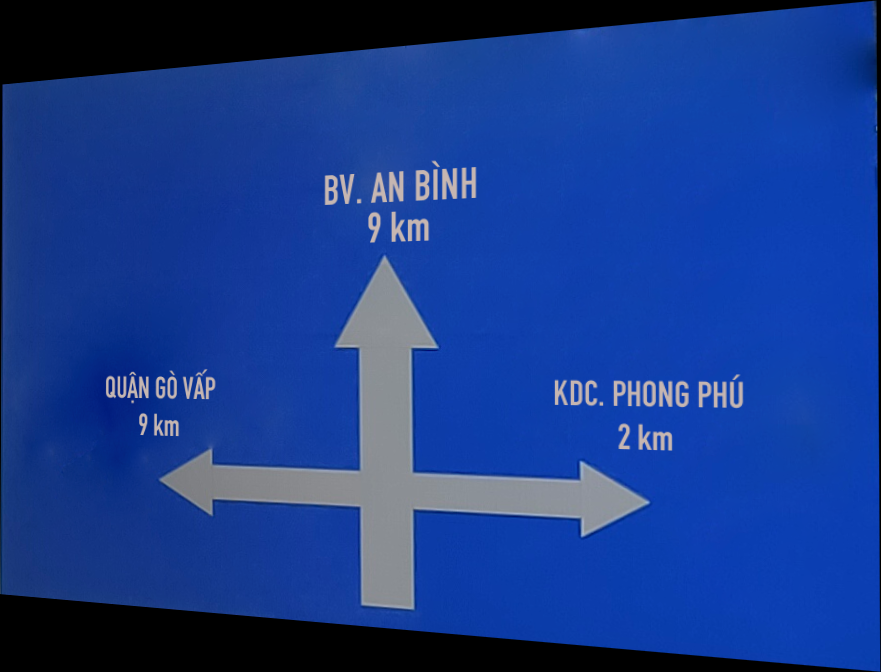 BV. AN BÌNH
9 km
QUẬN GÒ VẤP
9 km
KDC. PHONG PHÚ
2 km